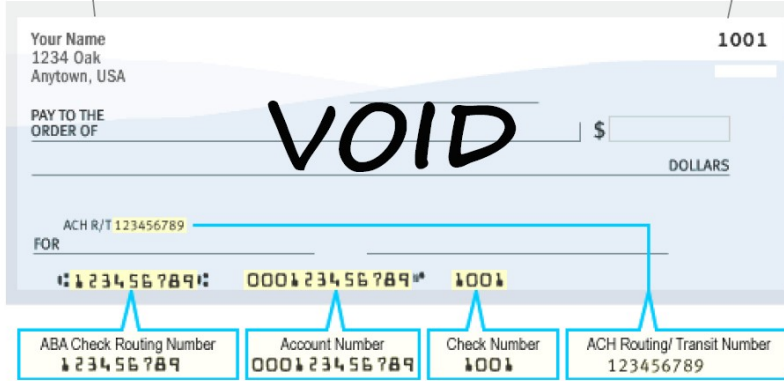 Your Name
1001
1234 Oak
Anytown, USA
PAY TO THE
ORDER OF
$
VOID
DOLLARS
ACH R/T 123456789
FOR
⑆123456789⑆ 000123456789⑈ 1001
ABA Check Routing Number
123456789
Account Number
000123456789
Check Number
1001
ACH Routing/ Transit Number
123456789